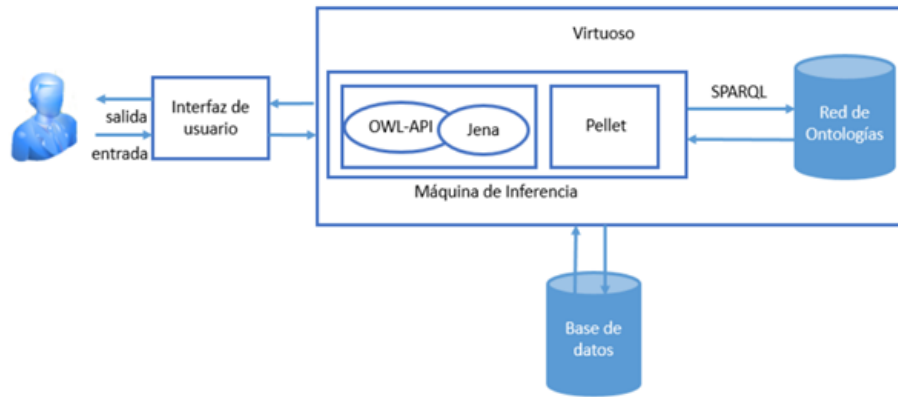 Virtuoso
salida
entrada
Interfaz de
usuario
OWL-API
Jena
Pellet
Máquina de Inferencia
SPARQL
Red de
Ontologías
Base de
datos